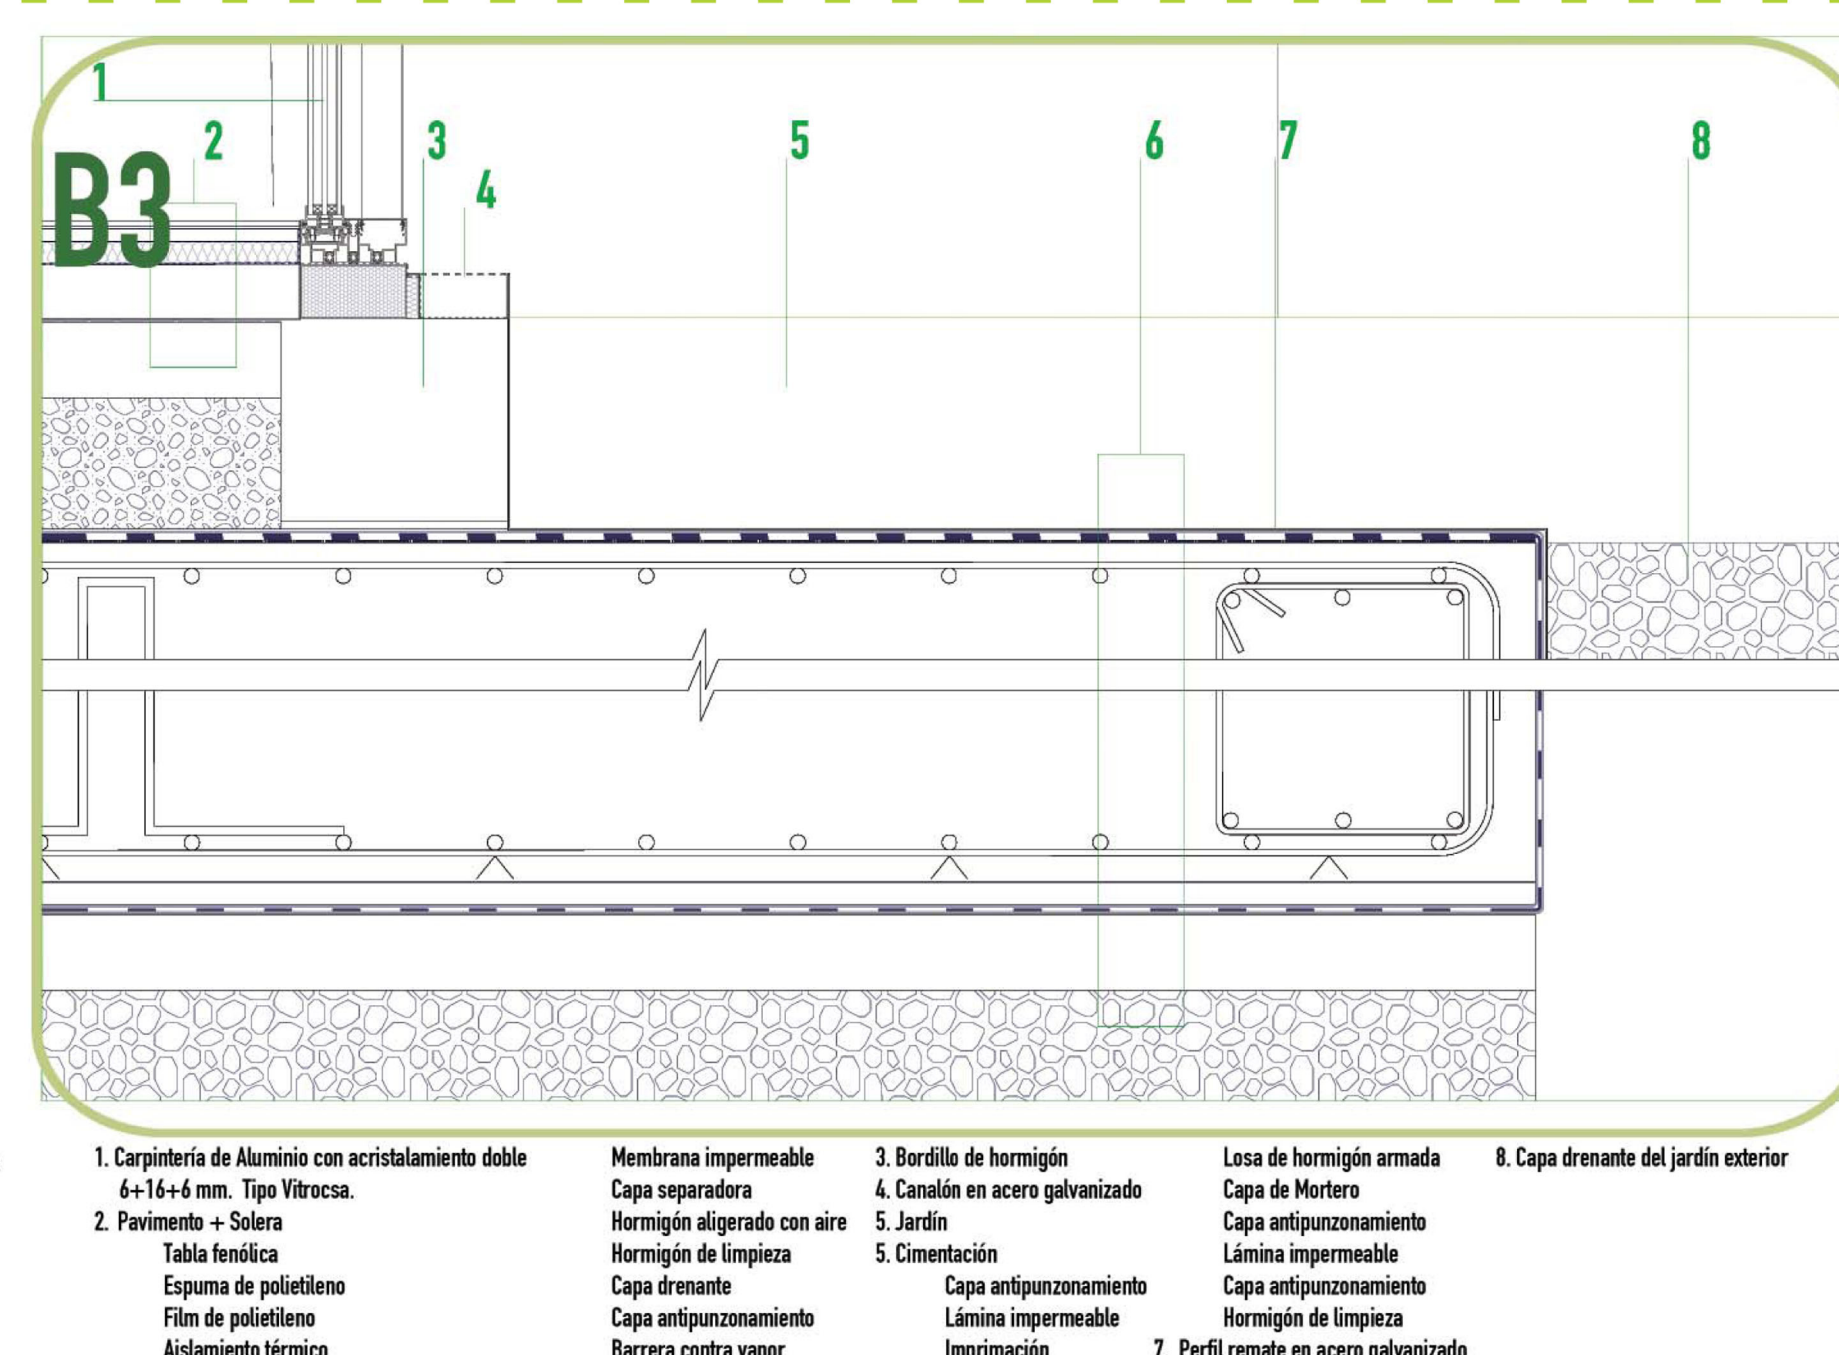 1
2
3
4
5
6
7
8
B3
1. Carpintería de Aluminio con acristalamiento doble
6+16+6 mm. Tipo Vitrocsa.
2. Pavimento + Solera
Tabla fenólica
Espuma de polietileno
Film de polietileno
Aislamiento térmico
Membrana impermeable
Capa separadora
Hormigón aligerado con aire
Hormigón de limpieza
Capa drenante
Capa antipunzonamiento
Barrera contra vapor
3. Bordillo de hormigón
4. Canalón en acero galvanizado
5. Jardín
5. Cimentación
Capa antipunzonamiento
Lámina impermeable
Imprimación
Losa de hormigón armada
Capa de Mortero
Capa antipunzonamiento
Lámina impermeable
Capa antipunzonamiento
Hormigón de limpieza
7. Perfil remate en acero galvanizado
8. Capa drenante del jardín exterior